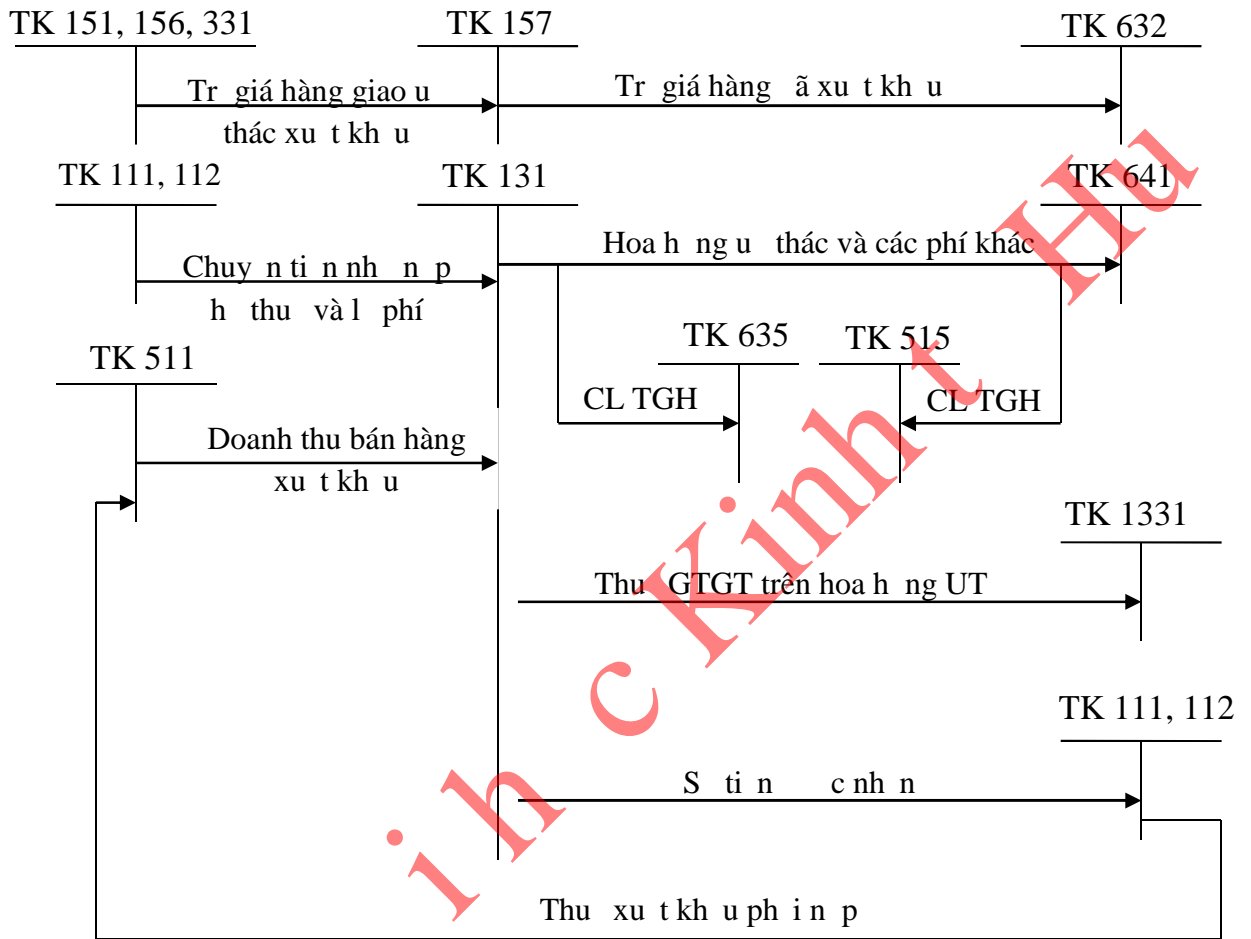 TK 151, 156, 331
TK 157
TK 632
Tr giá hàng giao u
thác xu t kh u
Tr giá hàng ã xu t kh u
TK 111, 112
TK 131
TK 641
Chuy n ti n nh n p
h thu và l phí
Hoa h ng u thác và các phí khác
TK 635
TK 515
CL TGH
CL TGH
TK 511
Doanh thu bán hàng
xu t kh u
TK 1331
Thu GTGT trên hoa h ng UT
TK 111, 112
S ti n c nh n
Thu xu t kh u ph i n p
i h c Kinh t Hu